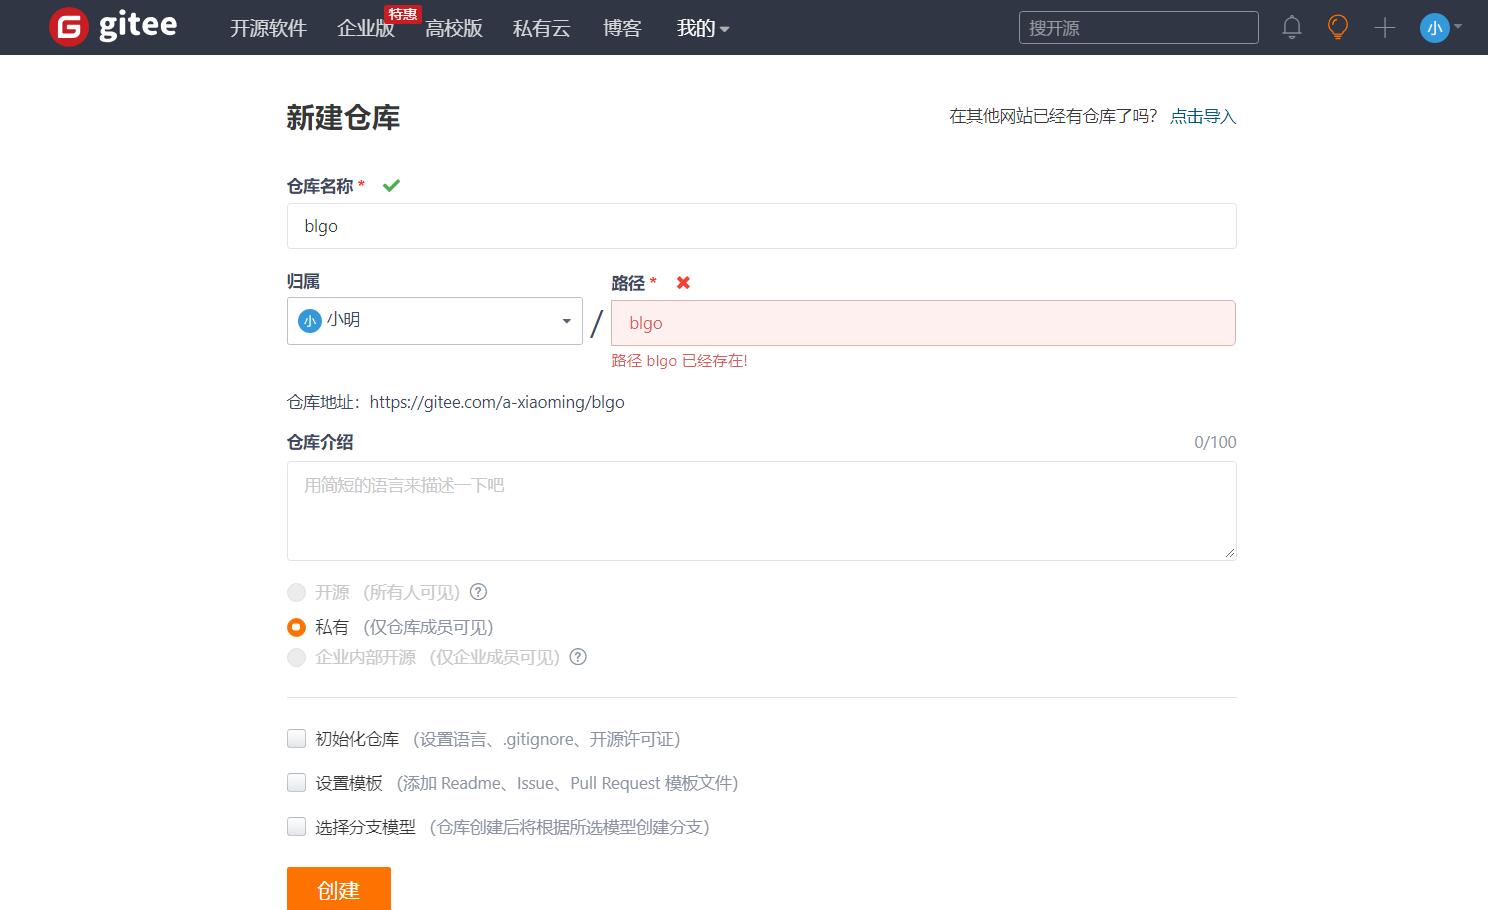 gitee 开源软件 企业版 特惠 高校版 私有云 博客 我的 搜开源 小
新建仓库 在其他网站已经有仓库了吗？ 点击导入
仓库名称 *
blgo
归属 路径 *
小 小明 / blgo
路径 blgo 已经存在!
仓库地址：https://gitee.com/a-xiaoming/blgo
仓库介绍 0/100
用简短的语言来描述一下吧
开源 （所有人可见） ?
私有 （仅仓库成员可见）
企业内部开源 （仅企业成员可见） ?
初始化仓库 （设置语言、.gitignore、开源许可证）
设置模板 （添加 Readme、Issue、Pull Request 模板文件）
选择分支模型 （仓库创建后将根据所选模型创建分支）
创建